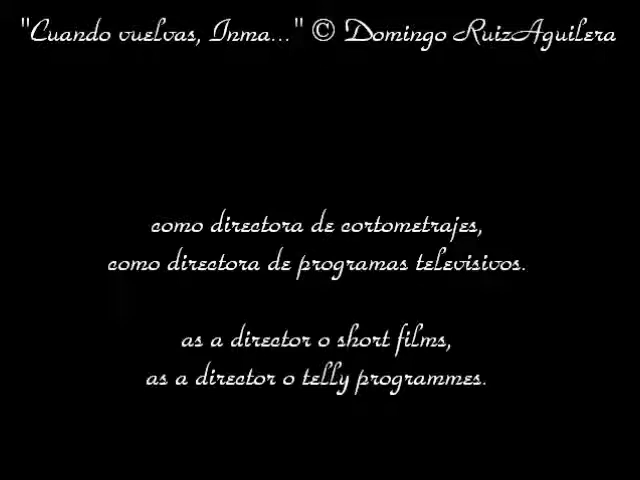 "Cuando vuelvas, Inma..." © Domingo RuizAguilera
como directora de cortometrajes,
como directora de programas televisivos.
as a director o short films,
as a director o telly programmes.